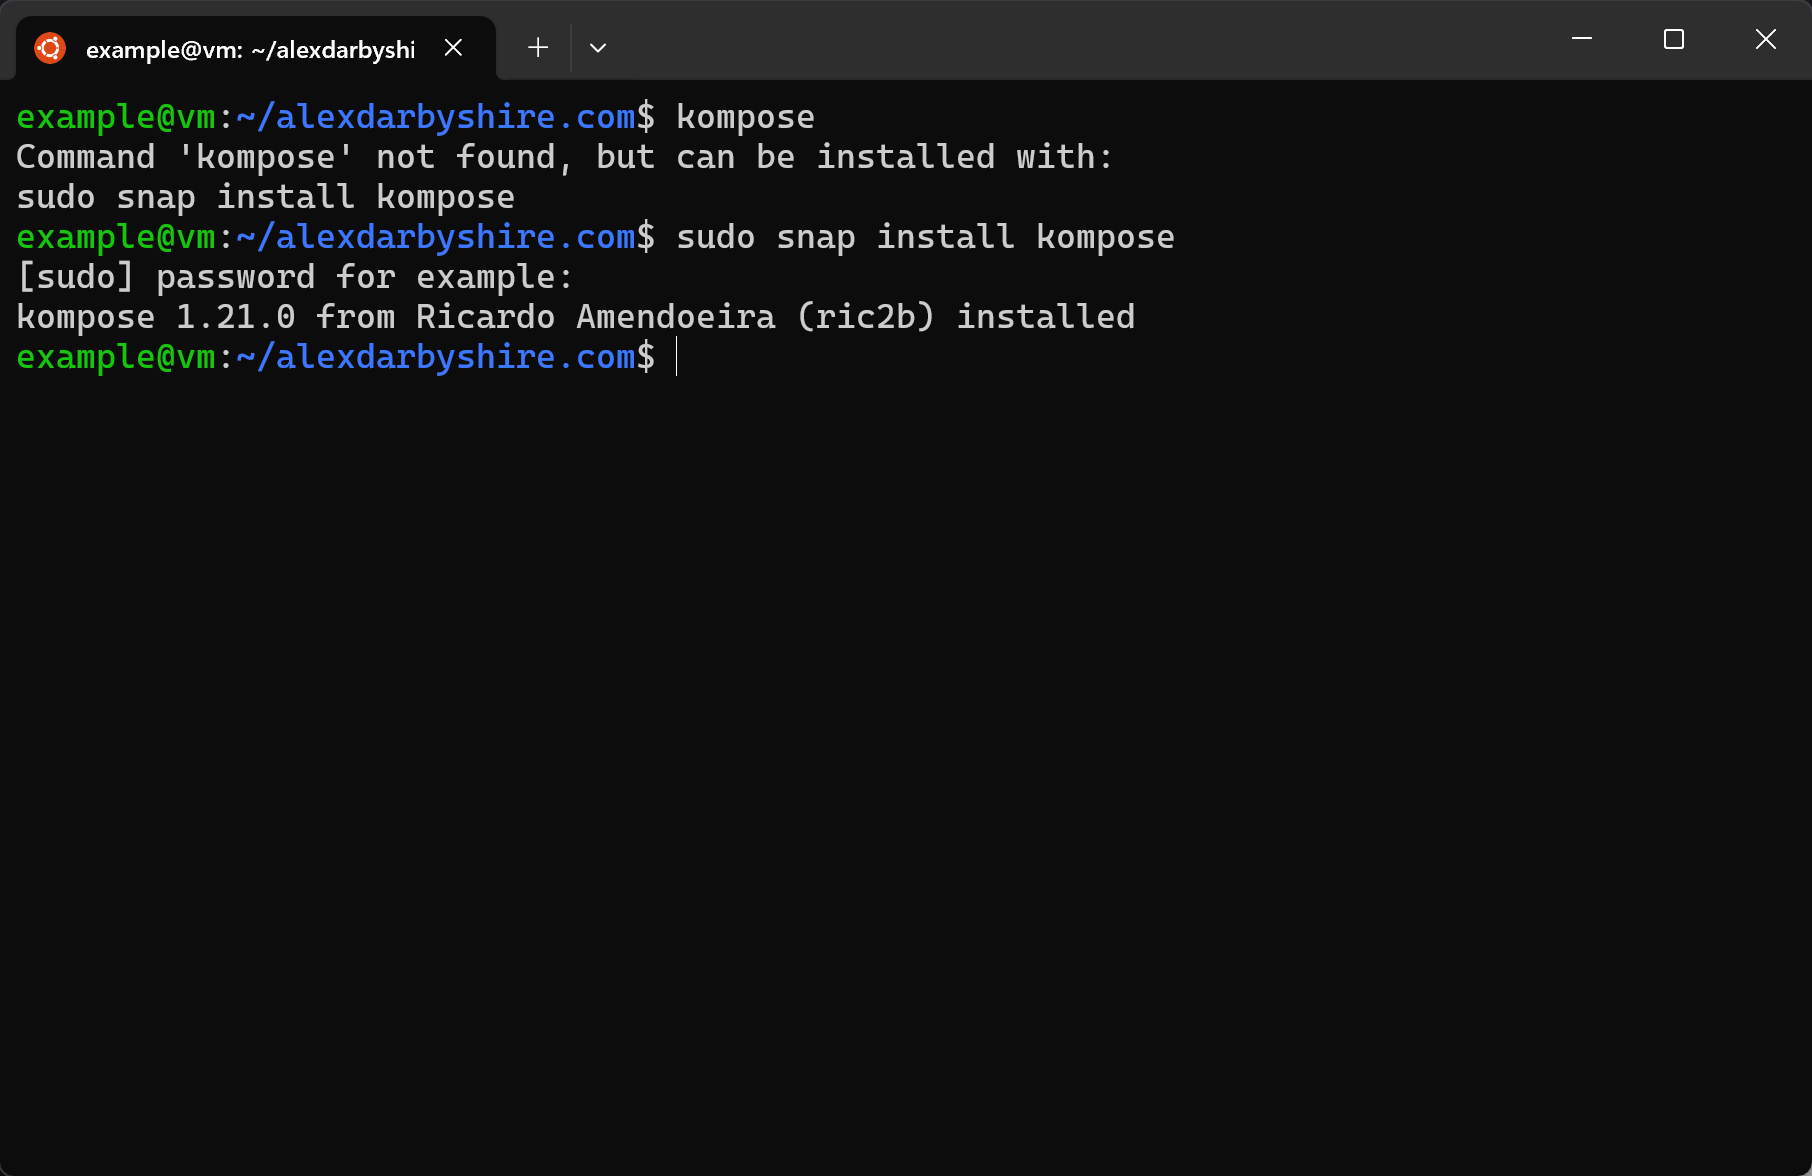 example@vm: ~/alexdarbyshi
example@vm:~/alexdarbyshire.com$ kompose
Command 'kompose' not found, but can be installed with:
sudo snap install kompose
example@vm:~/alexdarbyshire.com$ sudo snap install kompose
[sudo] password for example:
kompose 1.21.0 from Ricardo Amendoeira (ric2b) installed
example@vm:~/alexdarbyshire.com$